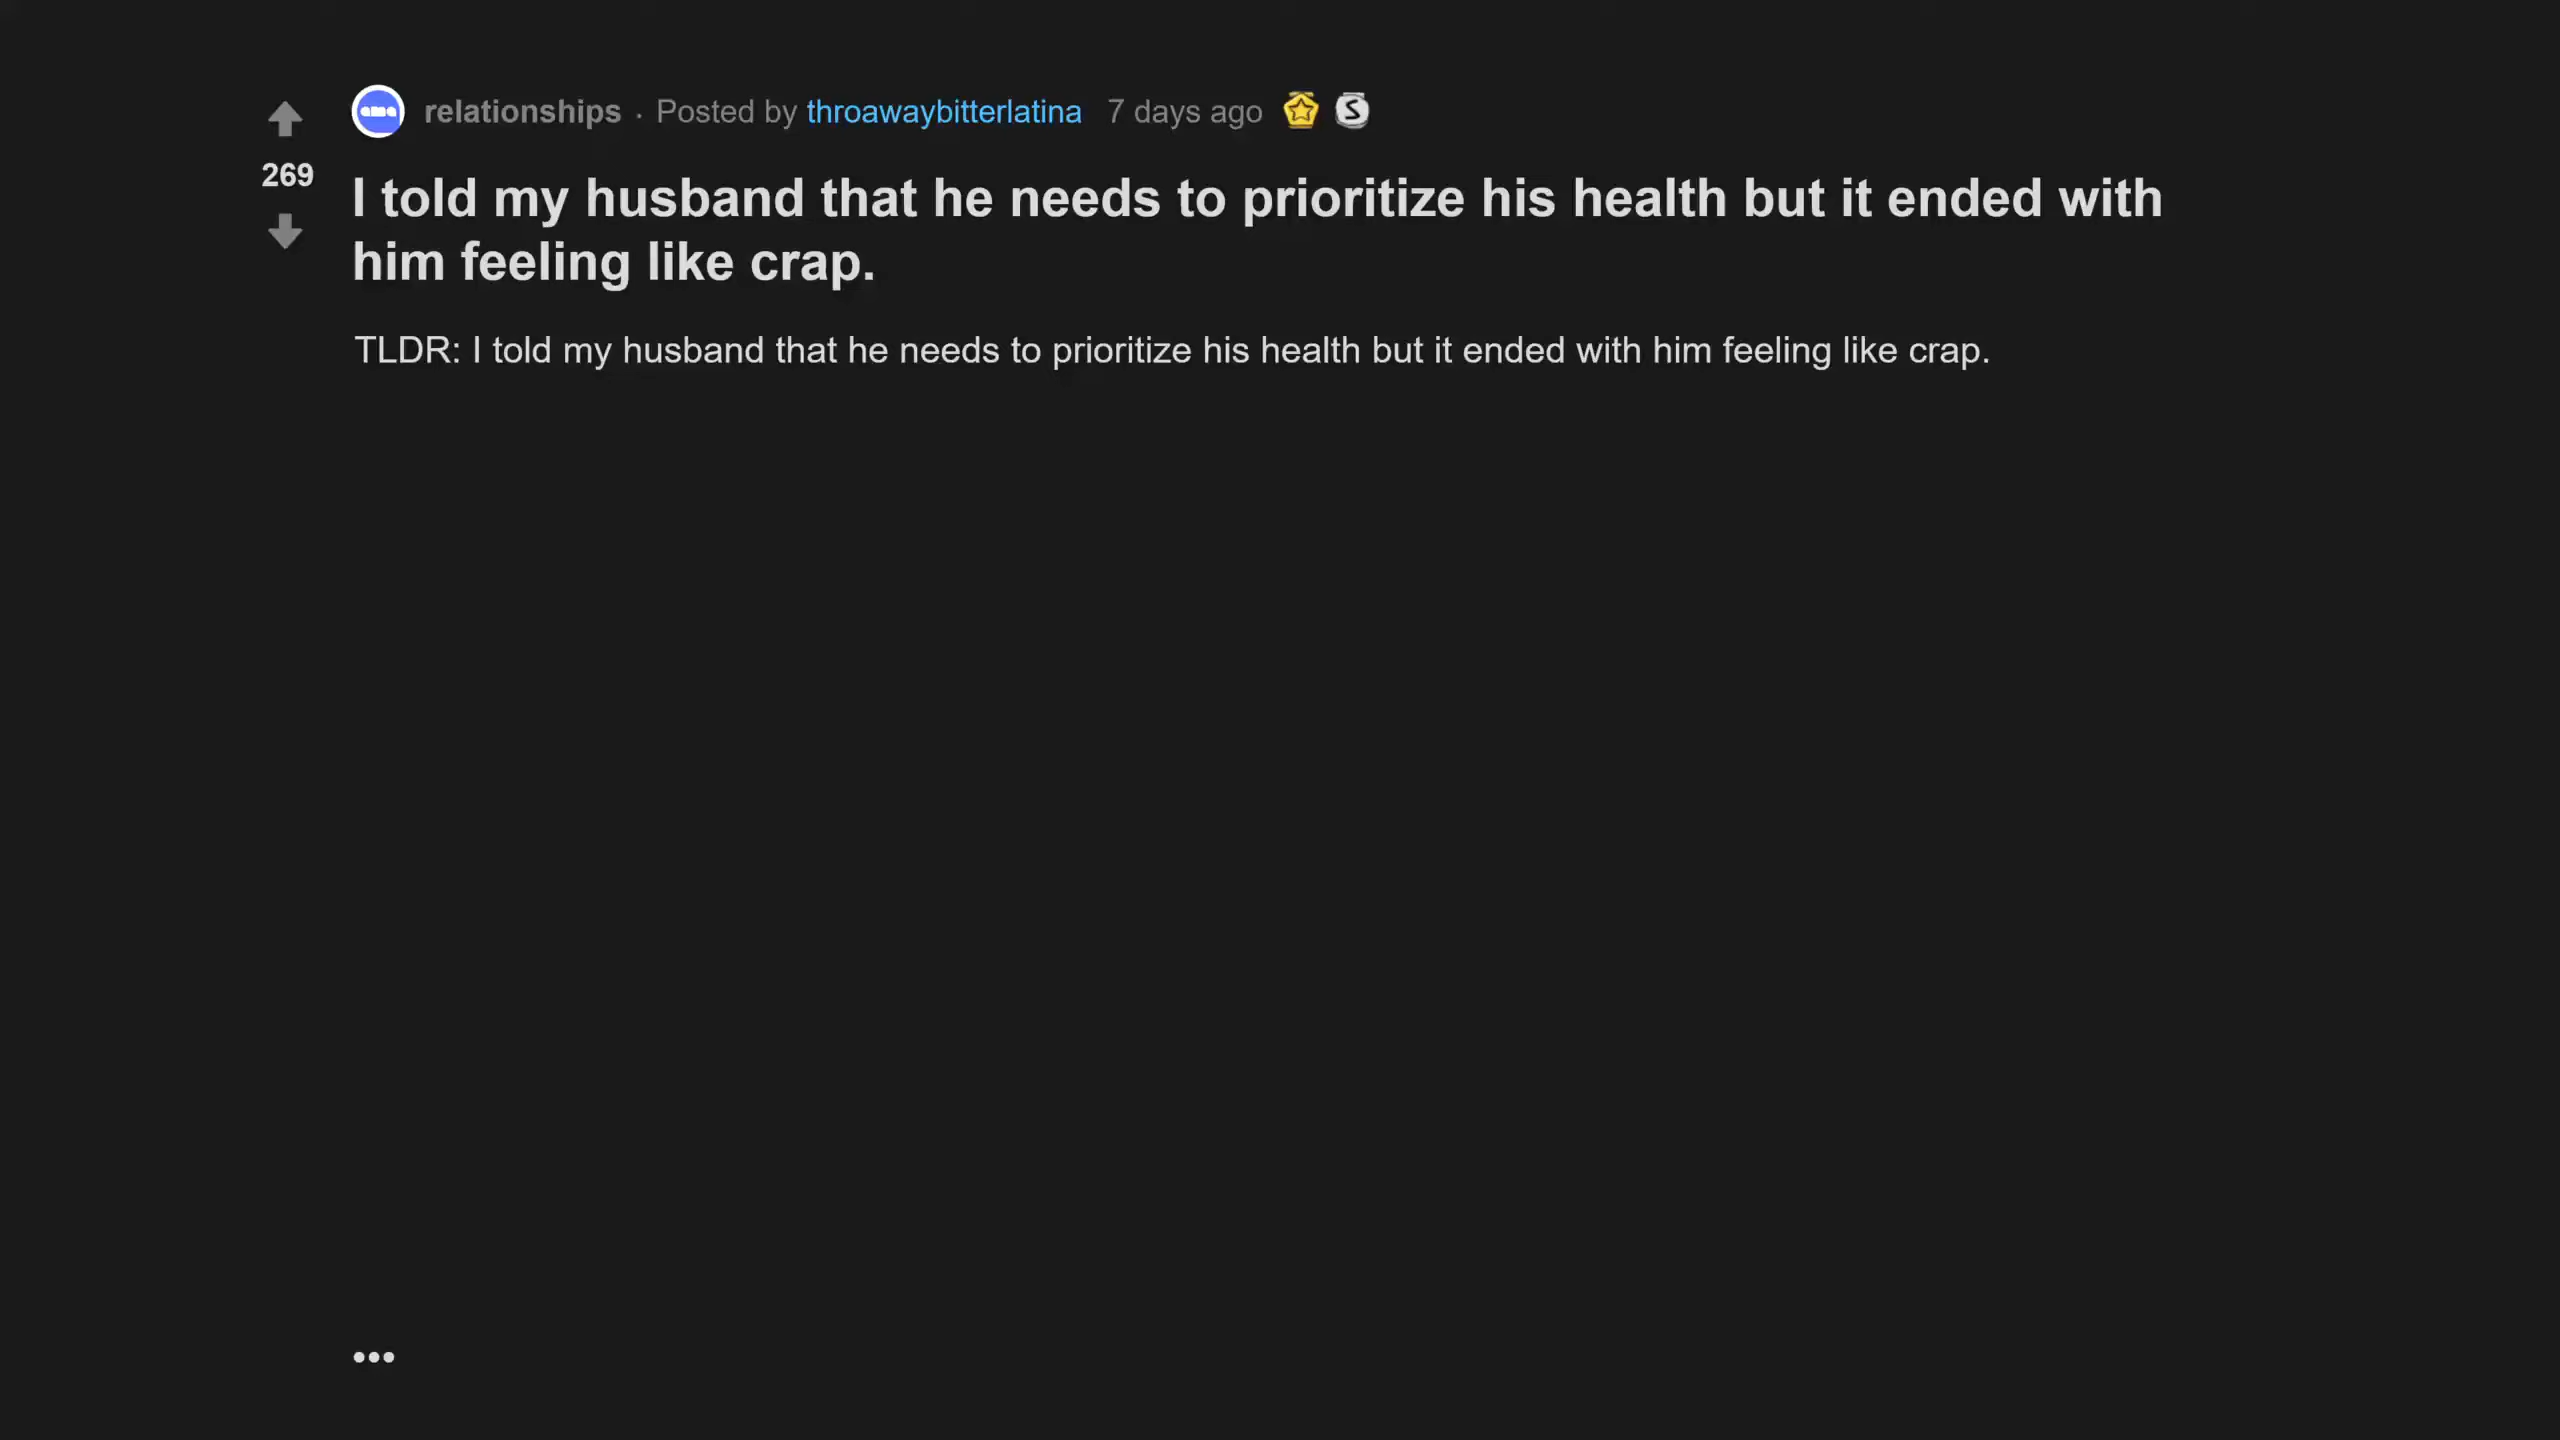 relationships · Posted by throawaybitterlatina 7 days ago
269
I told my husband that he needs to prioritize his health but it ended with
him feeling like crap.
TLDR: I told my husband that he needs to prioritize his health but it ended with him feeling like crap.
•••